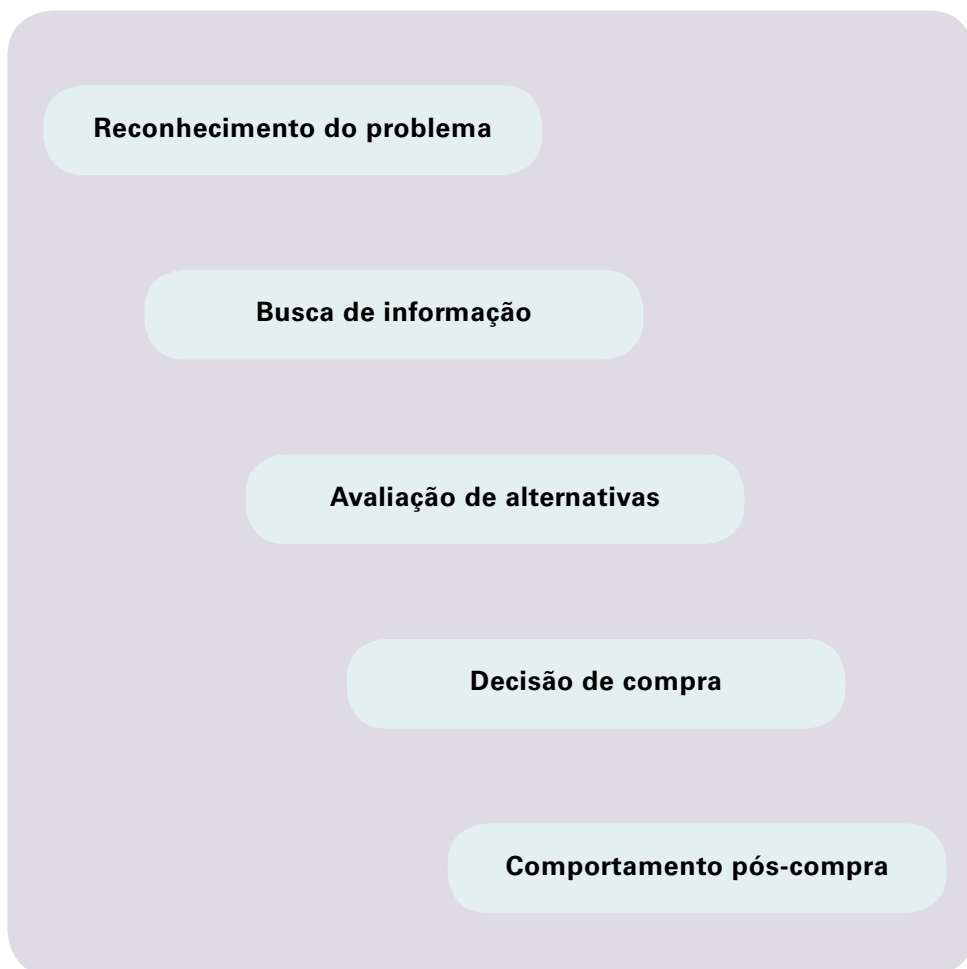 Reconhecimento do problema
Busca de informação
Avaliação de alternativas
Decisão de compra
Comportamento pós-compra